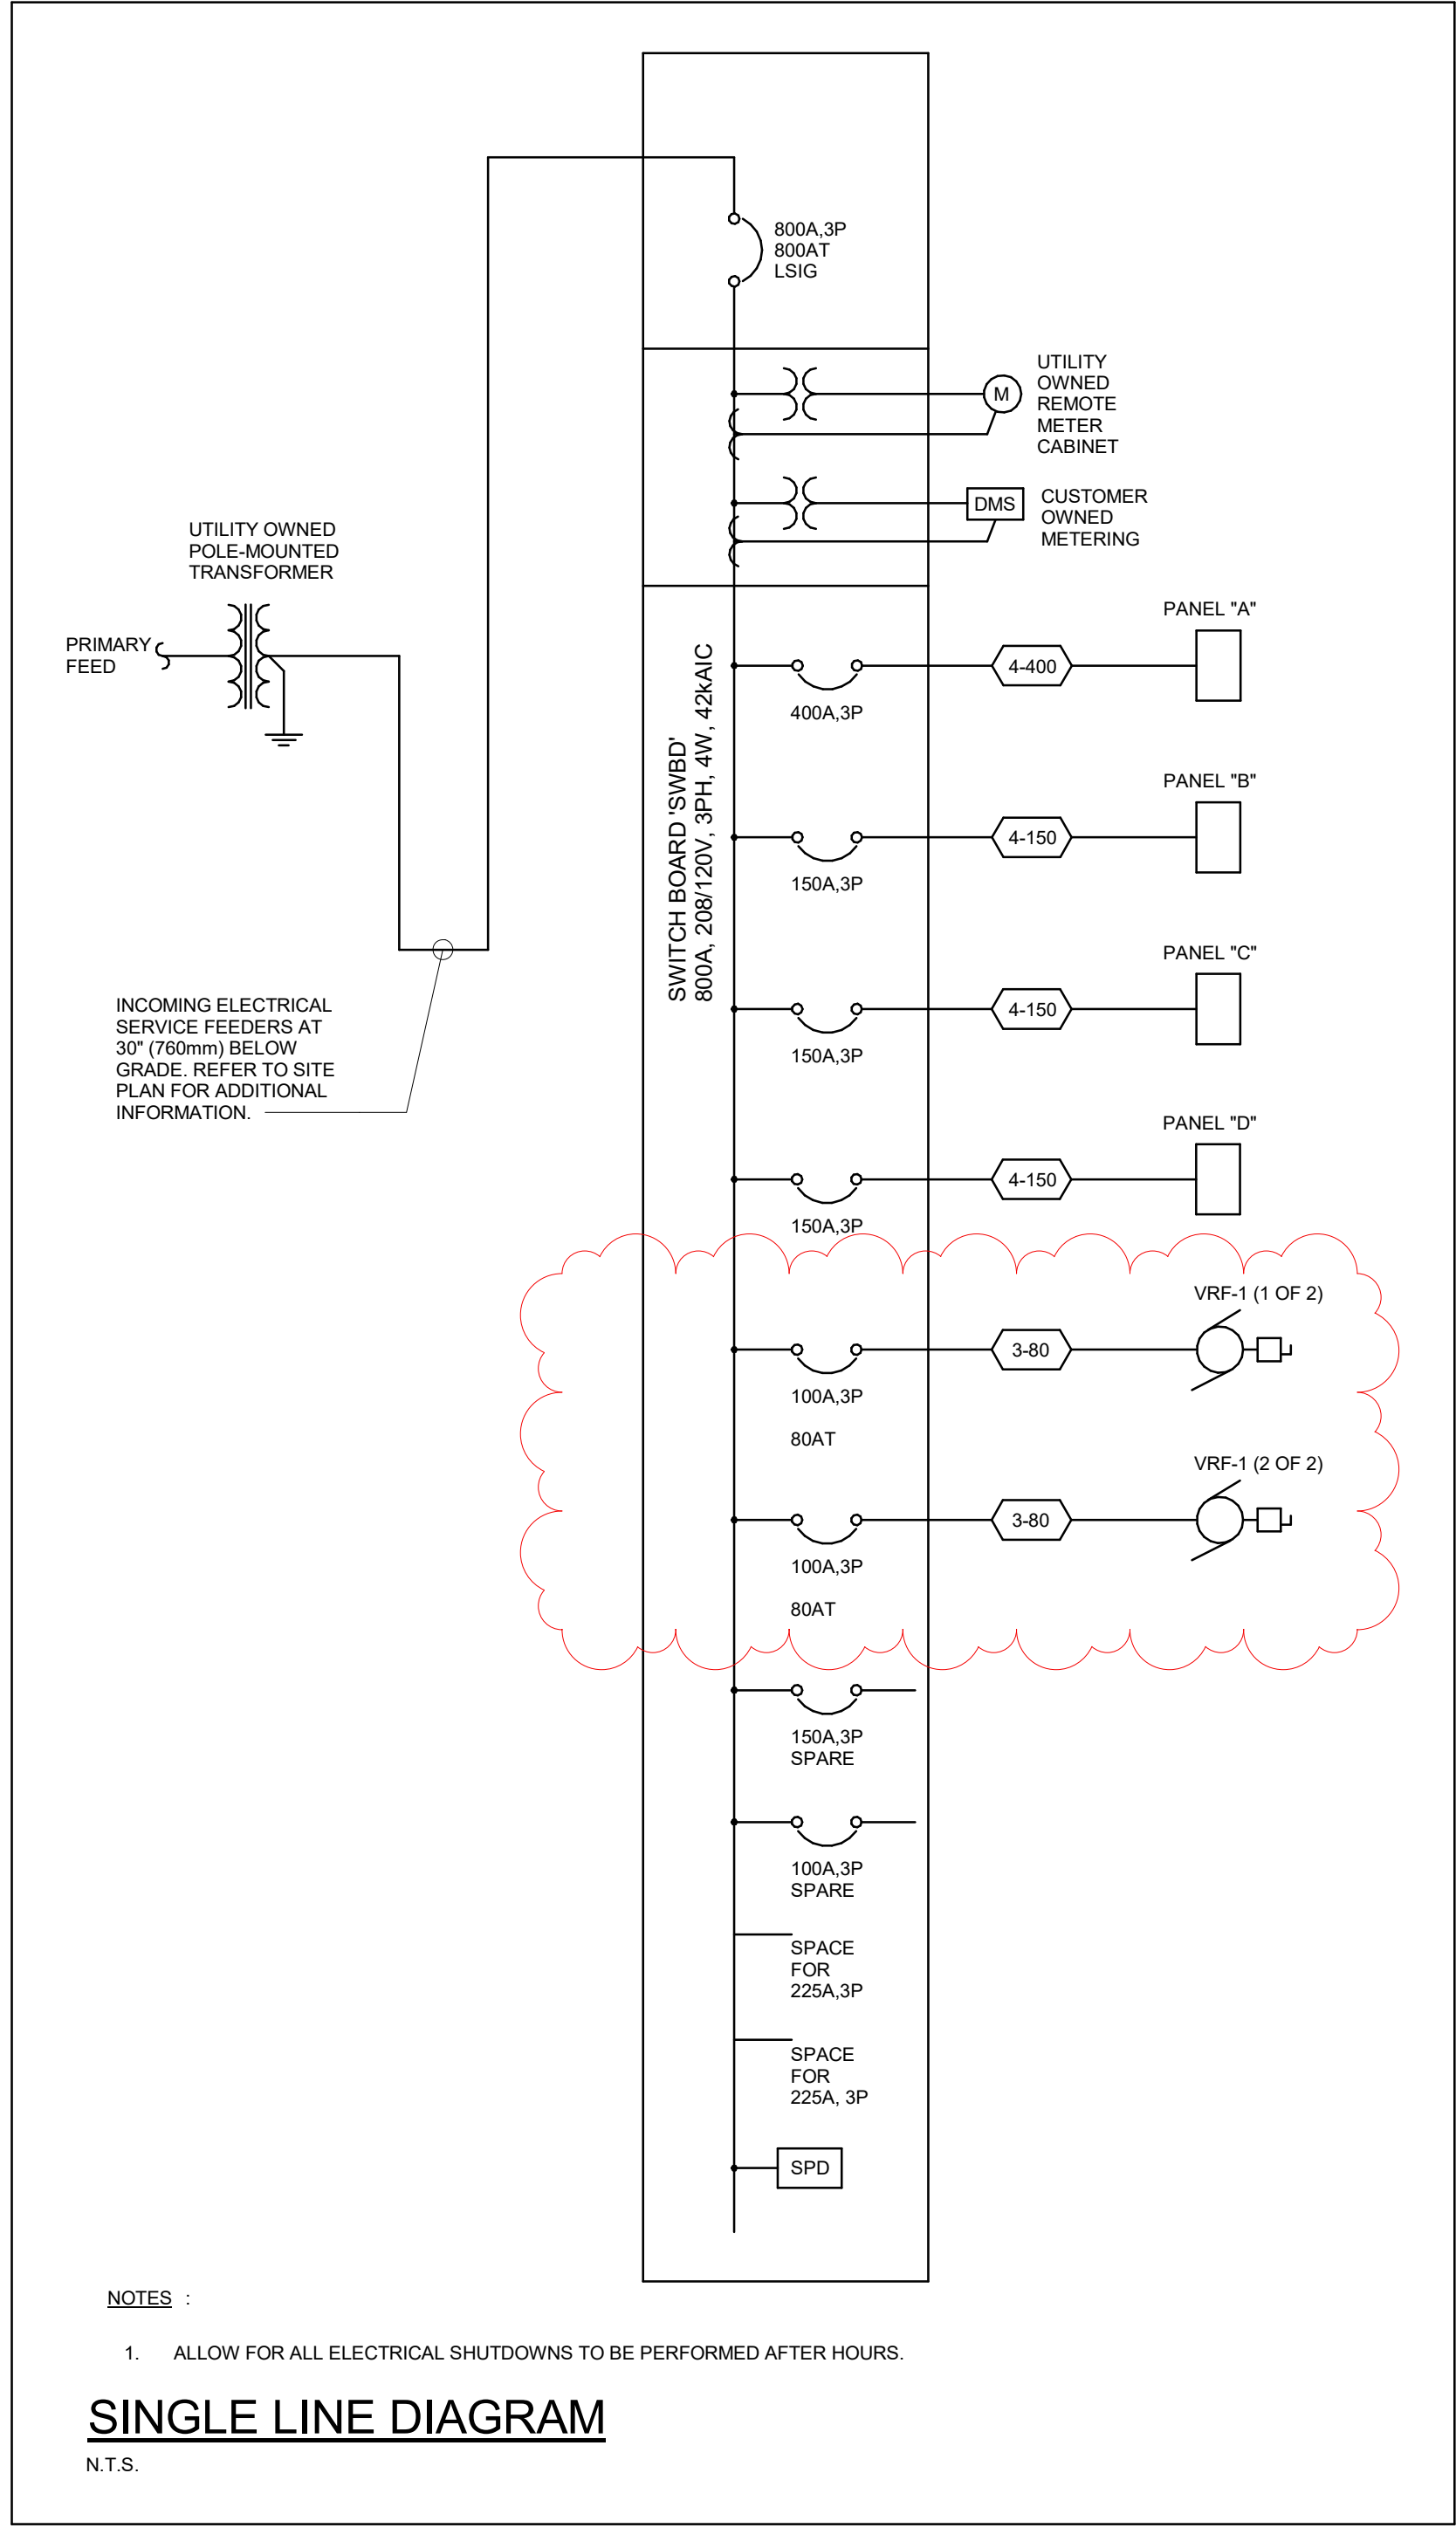 800A,3P
800AT
LSIG
UTILITY
OWNED
REMOTE
METER
CABINET
M
DMS
CUSTOMER
OWNED
METERING
UTILITY OWNED
POLE-MOUNTED
TRANSFORMER
PRIMARY
FEED
INCOMING ELECTRICAL
SERVICE FEEDERS AT
30" (760mm) BELOW
GRADE. REFER TO SITE
PLAN FOR ADDITIONAL
INFORMATION.
SWITCH BOARD 'SWBD'
800A, 208/120V, 3PH, 4W, 42kAIC
PANEL "A"
4-400
400A,3P
PANEL "B"
4-150
150A,3P
PANEL "C"
4-150
150A,3P
PANEL "D"
4-150
150A,3P
VRF-1 (1 OF 2)
3-80
100A,3P
80AT
VRF-1 (2 OF 2)
3-80
100A,3P
80AT
150A,3P
SPARE
100A,3P
SPARE
SPACE
FOR
225A,3P
SPACE
FOR
225A, 3P
SPD
NOTES :
1. ALLOW FOR ALL ELECTRICAL SHUTDOWNS TO BE PERFORMED AFTER HOURS.
SINGLE LINE DIAGRAM
N.T.S.